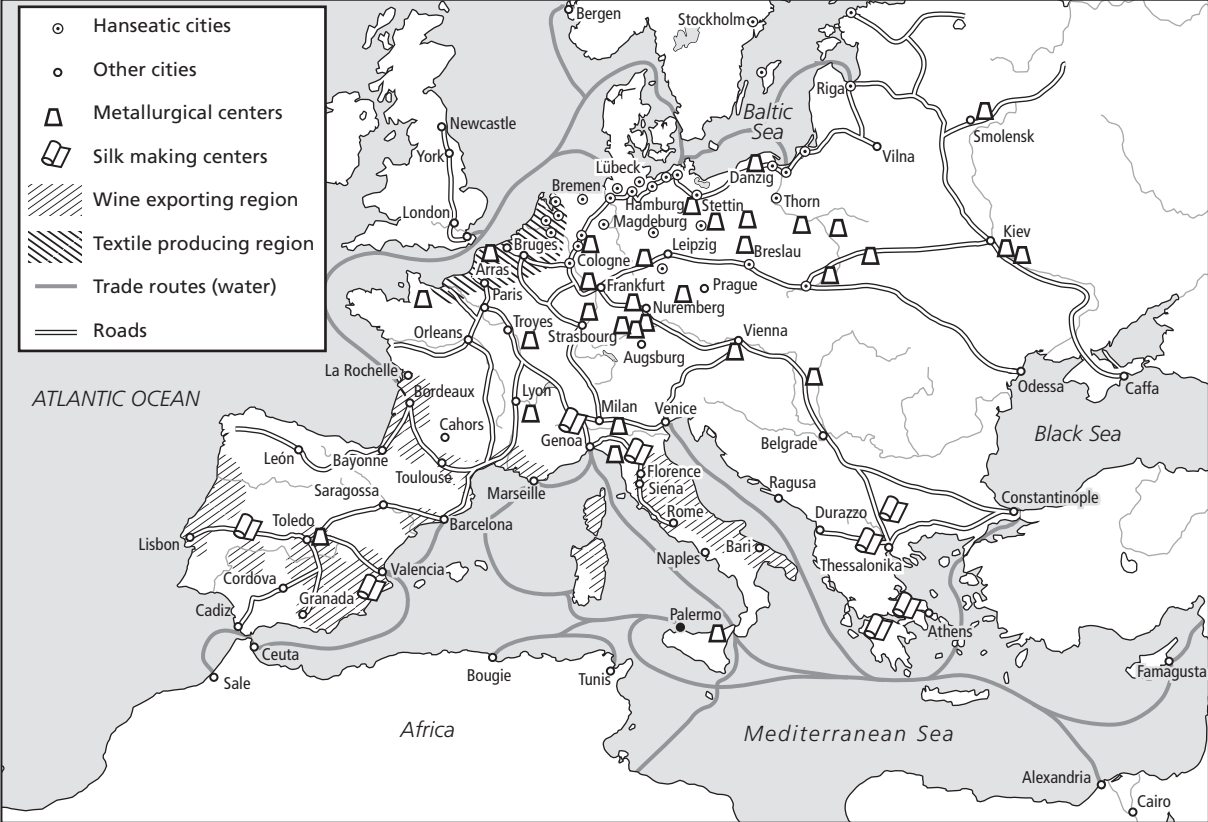 Hanseatic cities
Other cities
Metallurgical centers
Silk making centers
Wine exporting region
Textile producing region
Trade routes (water)
Roads
Bergen
Stockholm
Baltic
Sea
Riga
Smolensk
Vilna
Newcastle
York
London
Lübeck
Bremen
Hamburg
Danzig
Stettin
Thorn
Magdeburg
Bruges
Cologne
Leipzig
Breslau
Kiev
Arras
Paris
Frankfurt
Prague
Nuremberg
Orleans
Troyes
Strasbourg
Augsburg
Vienna
La Rochelle
ATLANTIC OCEAN
Bordeaux
Lyon
Cahors
Milan
Venice
Odessa
Caffa
Genoa
Belgrade
Black Sea
León
Bayonne
Toulouse
Florence
Siena
Marseille
Saragossa
Ragusa
Constantinople
Rome
Durazzo
Toledo
Barcelona
Lisbon
Naples
Bari
Thessalonika
Valencia
Cordova
Granada
Cadiz
Palermo
Athens
Ceuta
Sale
Bougie
Tunis
Famagusta
Africa
Mediterranean Sea
Alexandria
Cairo